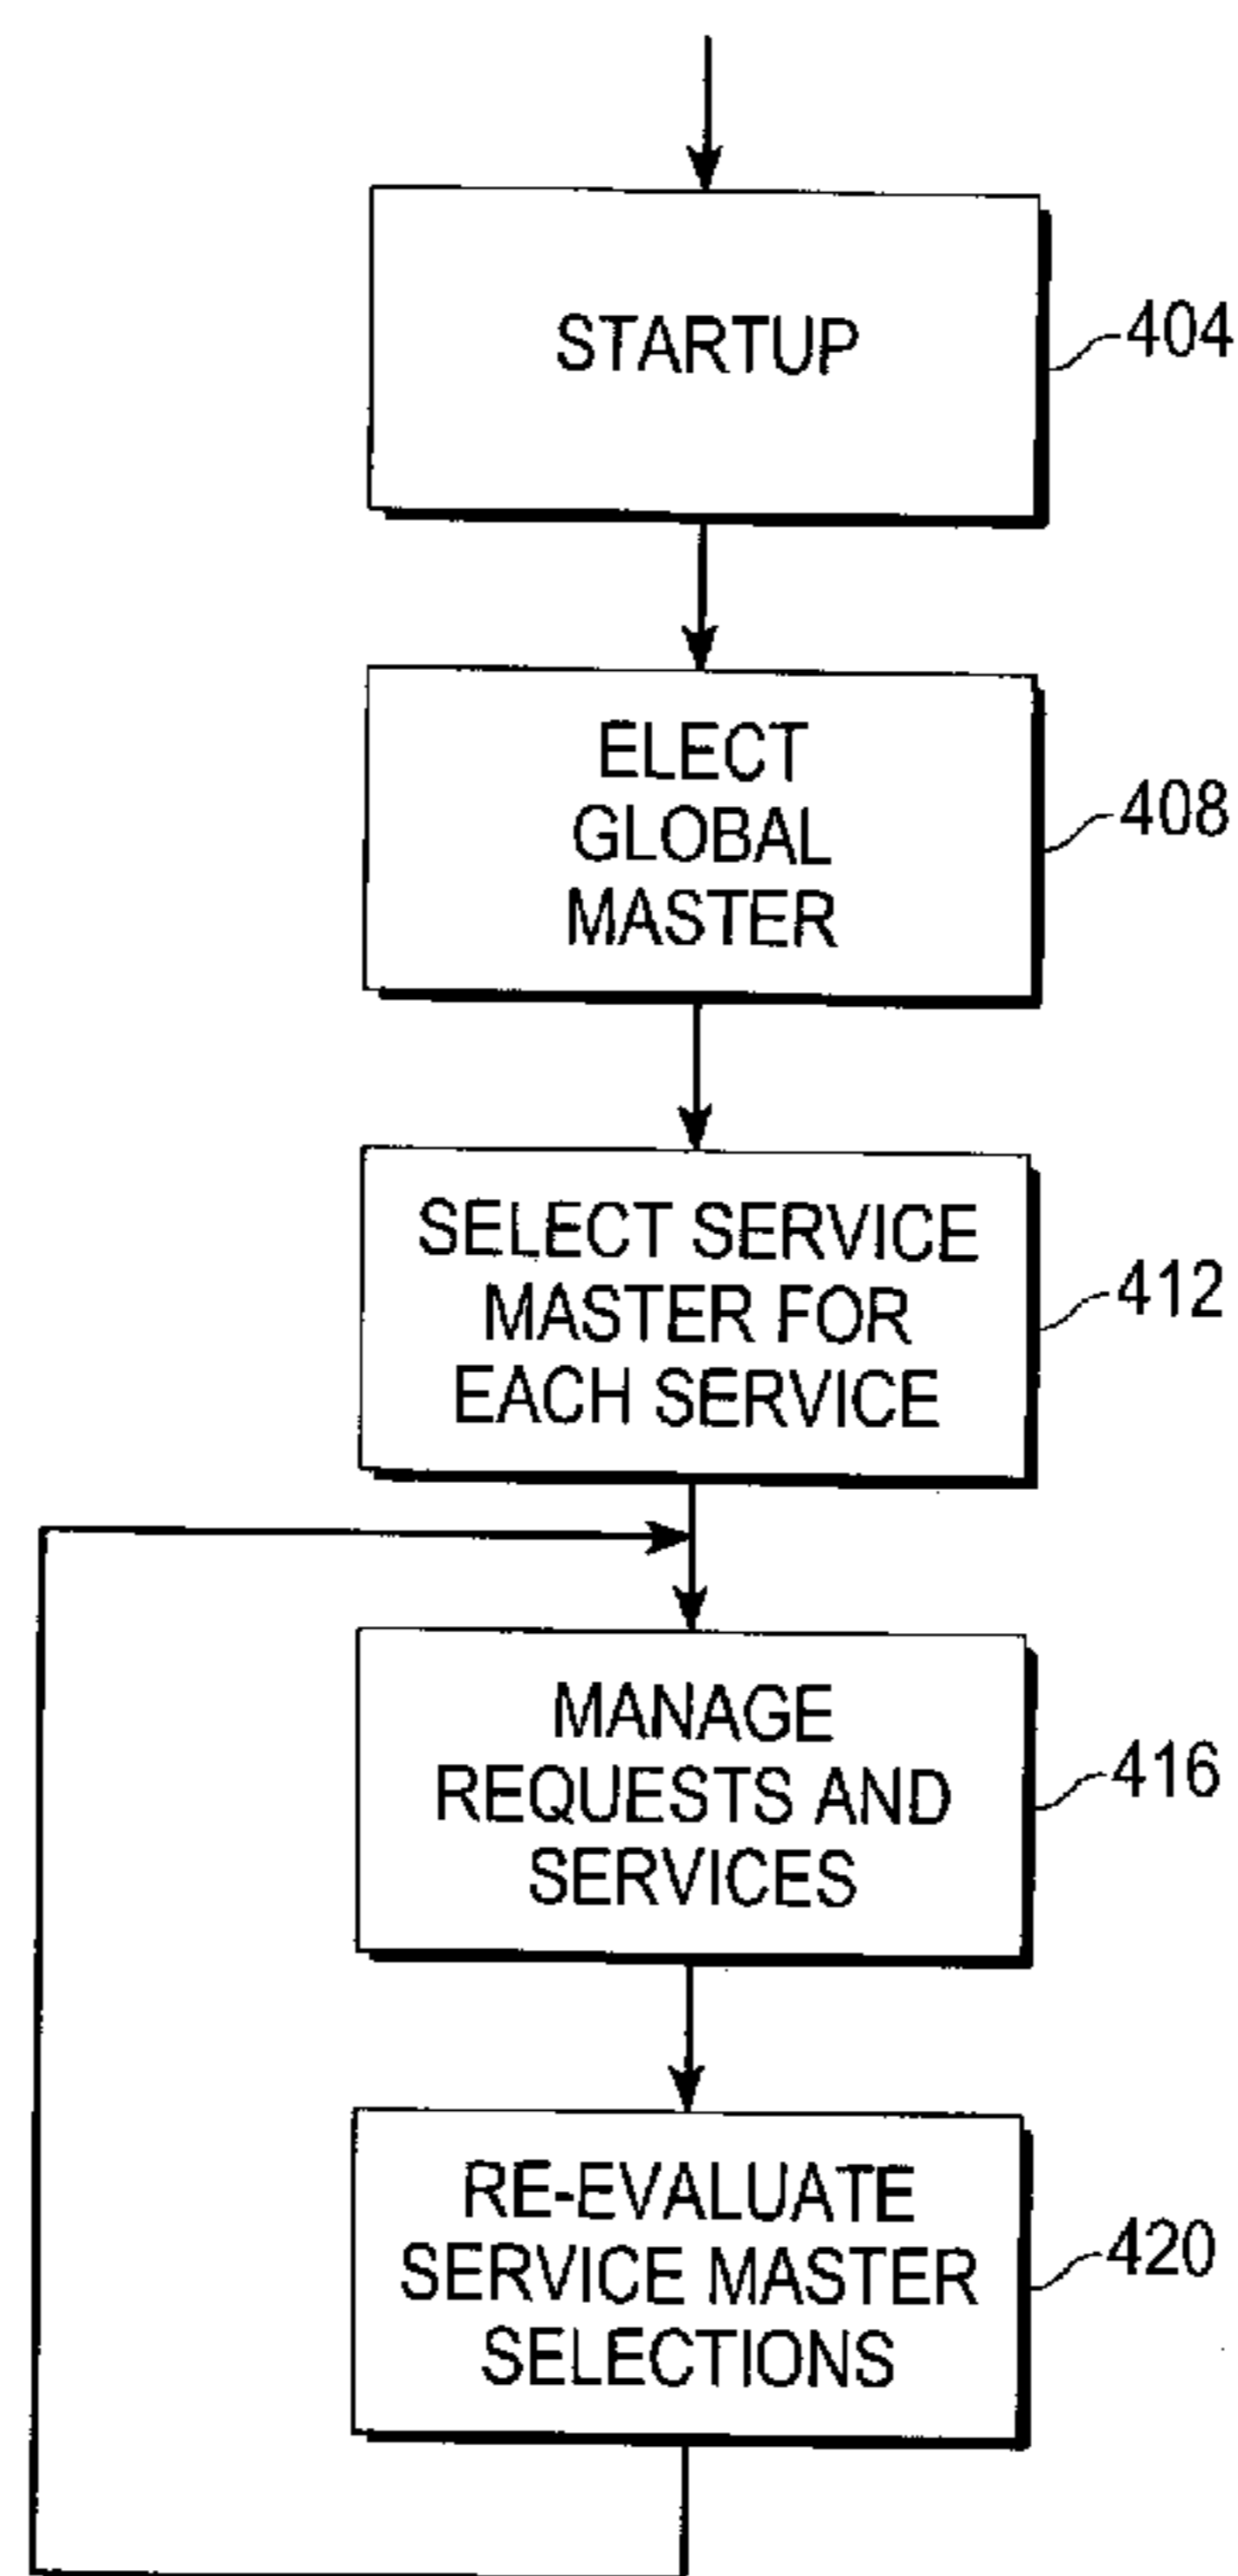 STARTUP
404
ELECT
GLOBAL
MASTER
408
SELECT SERVICE
MASTER FOR
EACH SERVICE
412
MANAGE
REQUESTS AND
SERVICES
416
RE-EVALUATE
SERVICE MASTER
SELECTIONS
420